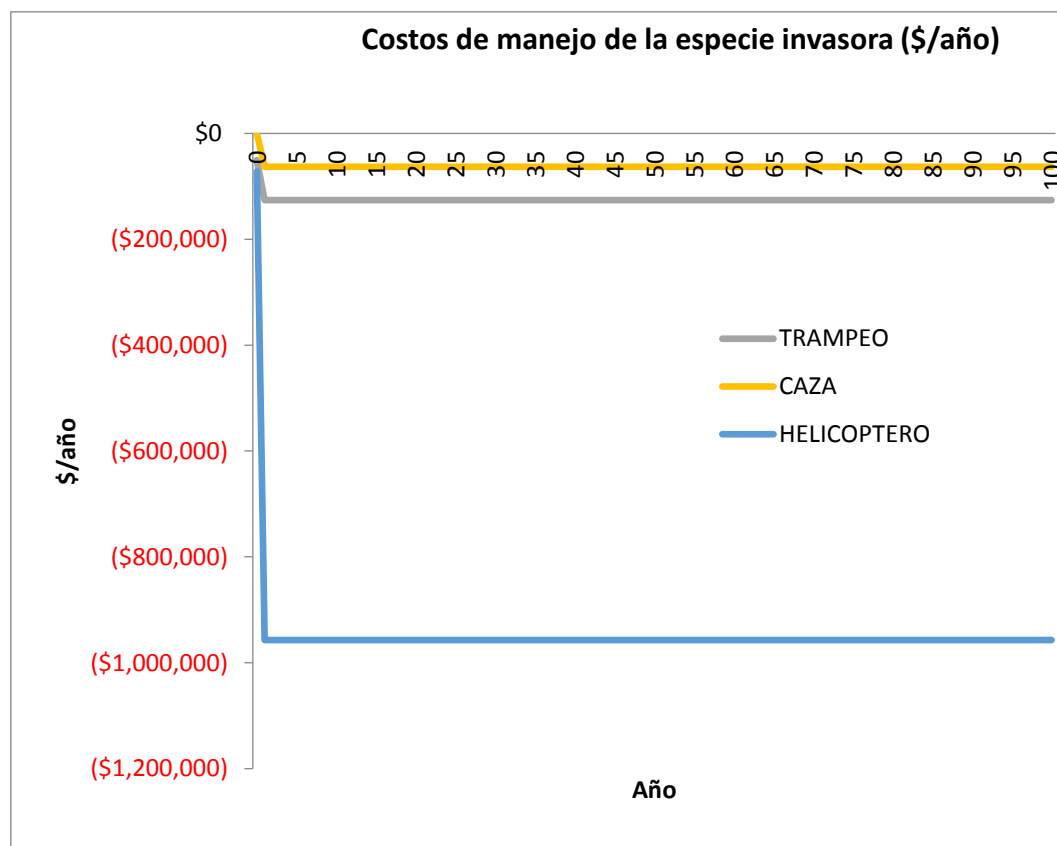 Costos de manejo de la especie invasora ($/año)
$0
0 5 10 15 20 25 30 35 40 45 50 55 60 65 70 75 80 85 90 95 100
($200,000)
($400,000)
($600,000)
($800,000)
($1,000,000)
($1,200,000)
$/año
TRAMPEO
CAZA
HELICOPTERO
Año